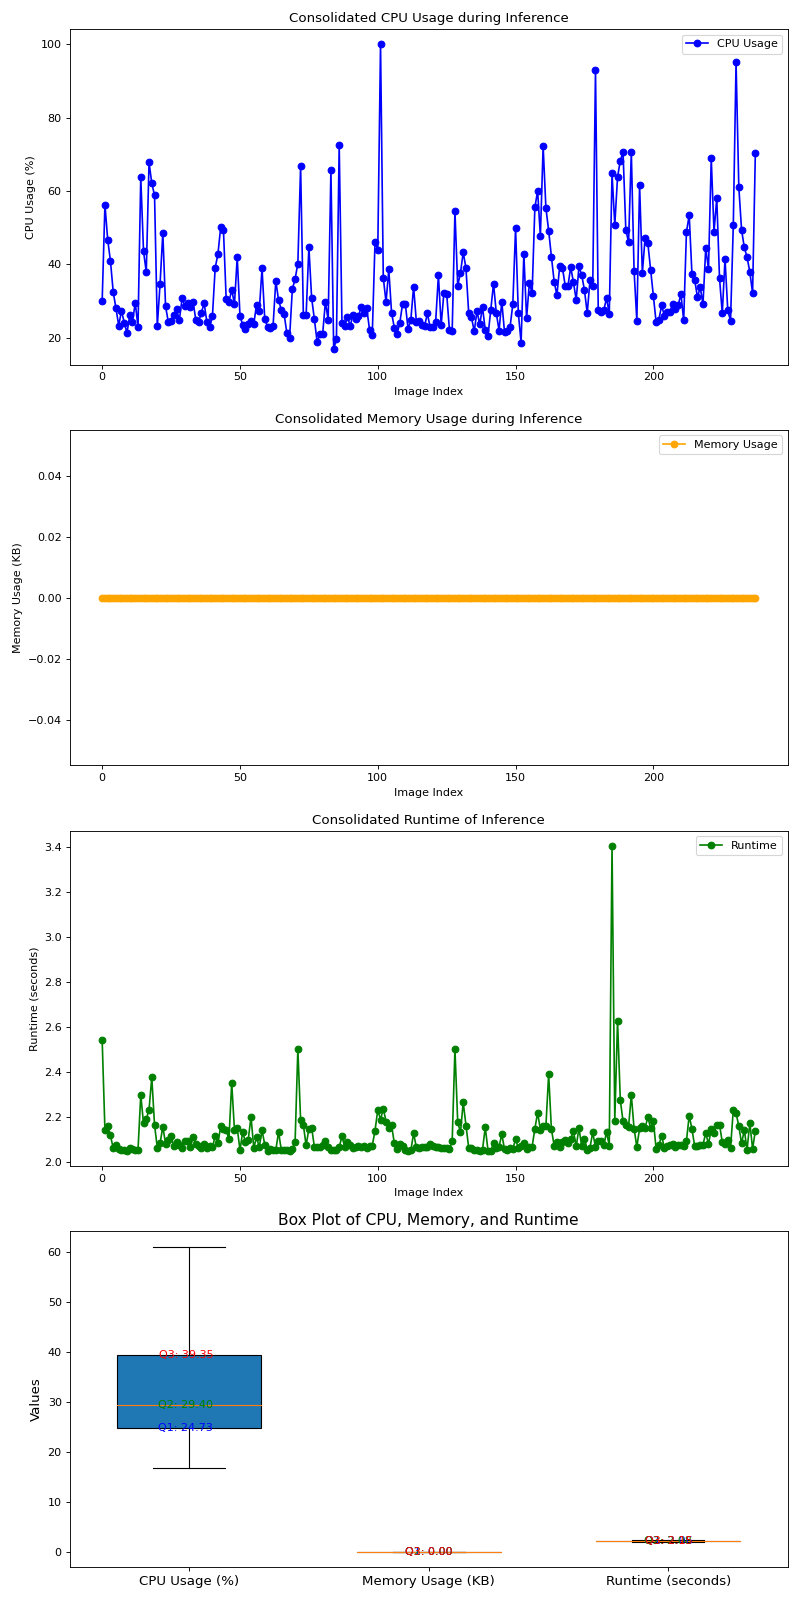 Consolidated CPU Usage during Inference
CPU Usage
100
80
60
40
20
CPU Usage (%)
0 50 100 150 200
Image Index
Consolidated Memory Usage during Inference
Memory Usage
0.04
0.02
0.00
−0.02
−0.04
Memory Usage (KB)
0 50 100 150 200
Image Index
Consolidated Runtime of Inference
Runtime
3.4
3.2
3.0
2.8
2.6
2.4
2.2
2.0
Runtime (seconds)
0 50 100 150 200
Image Index
Box Plot of CPU, Memory, and Runtime
60
50
40
30
20
10
0
Values
Q3: 39.35
Q2: 29.40
Q1: 24.73
0.00
CPU Usage (%) Memory Usage (KB) Runtime (seconds)